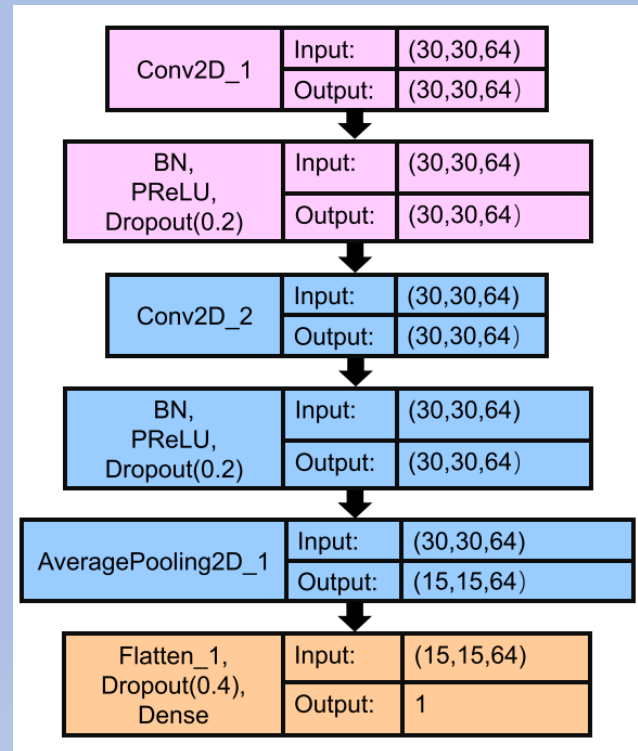 Conv2D_1
Input: (30,30,64)
Output: (30,30,64)
BN,
PReLU,
Dropout(0.2)
Input: (30,30,64)
Output: (30,30,64)
Conv2D_2
Input: (30,30,64)
Output: (30,30,64)
BN,
PReLU,
Dropout(0.2)
Input: (30,30,64)
Output: (30,30,64)
AveragePooling2D_1
Input: (30,30,64)
Output: (15,15,64)
Flatten_1,
Dropout(0.4),
Dense
Input: (15,15,64)
Output: 1